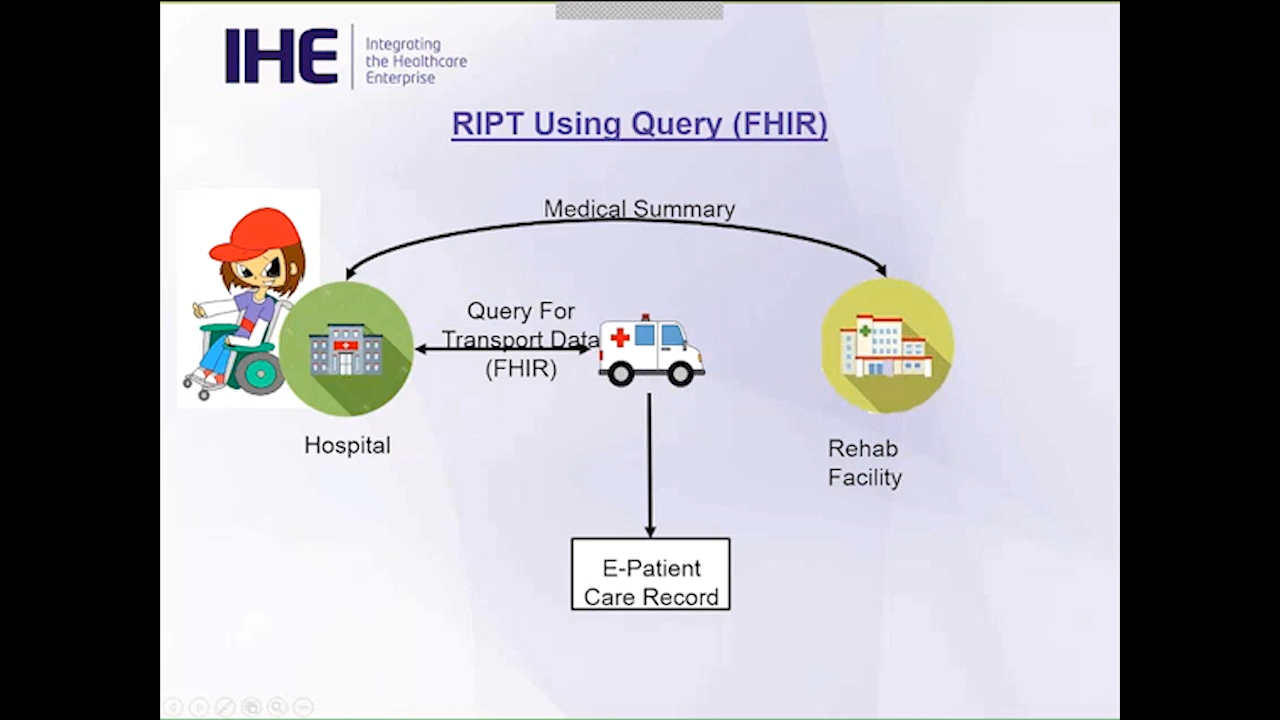 IHE
Integrating
the Healthcare
Enterprise
RIPT Using Query (FHIR)
Medical Summary
Query For
Transport Data
(FHIR)
Hospital
Rehab
Facility
E-Patient
Care Record